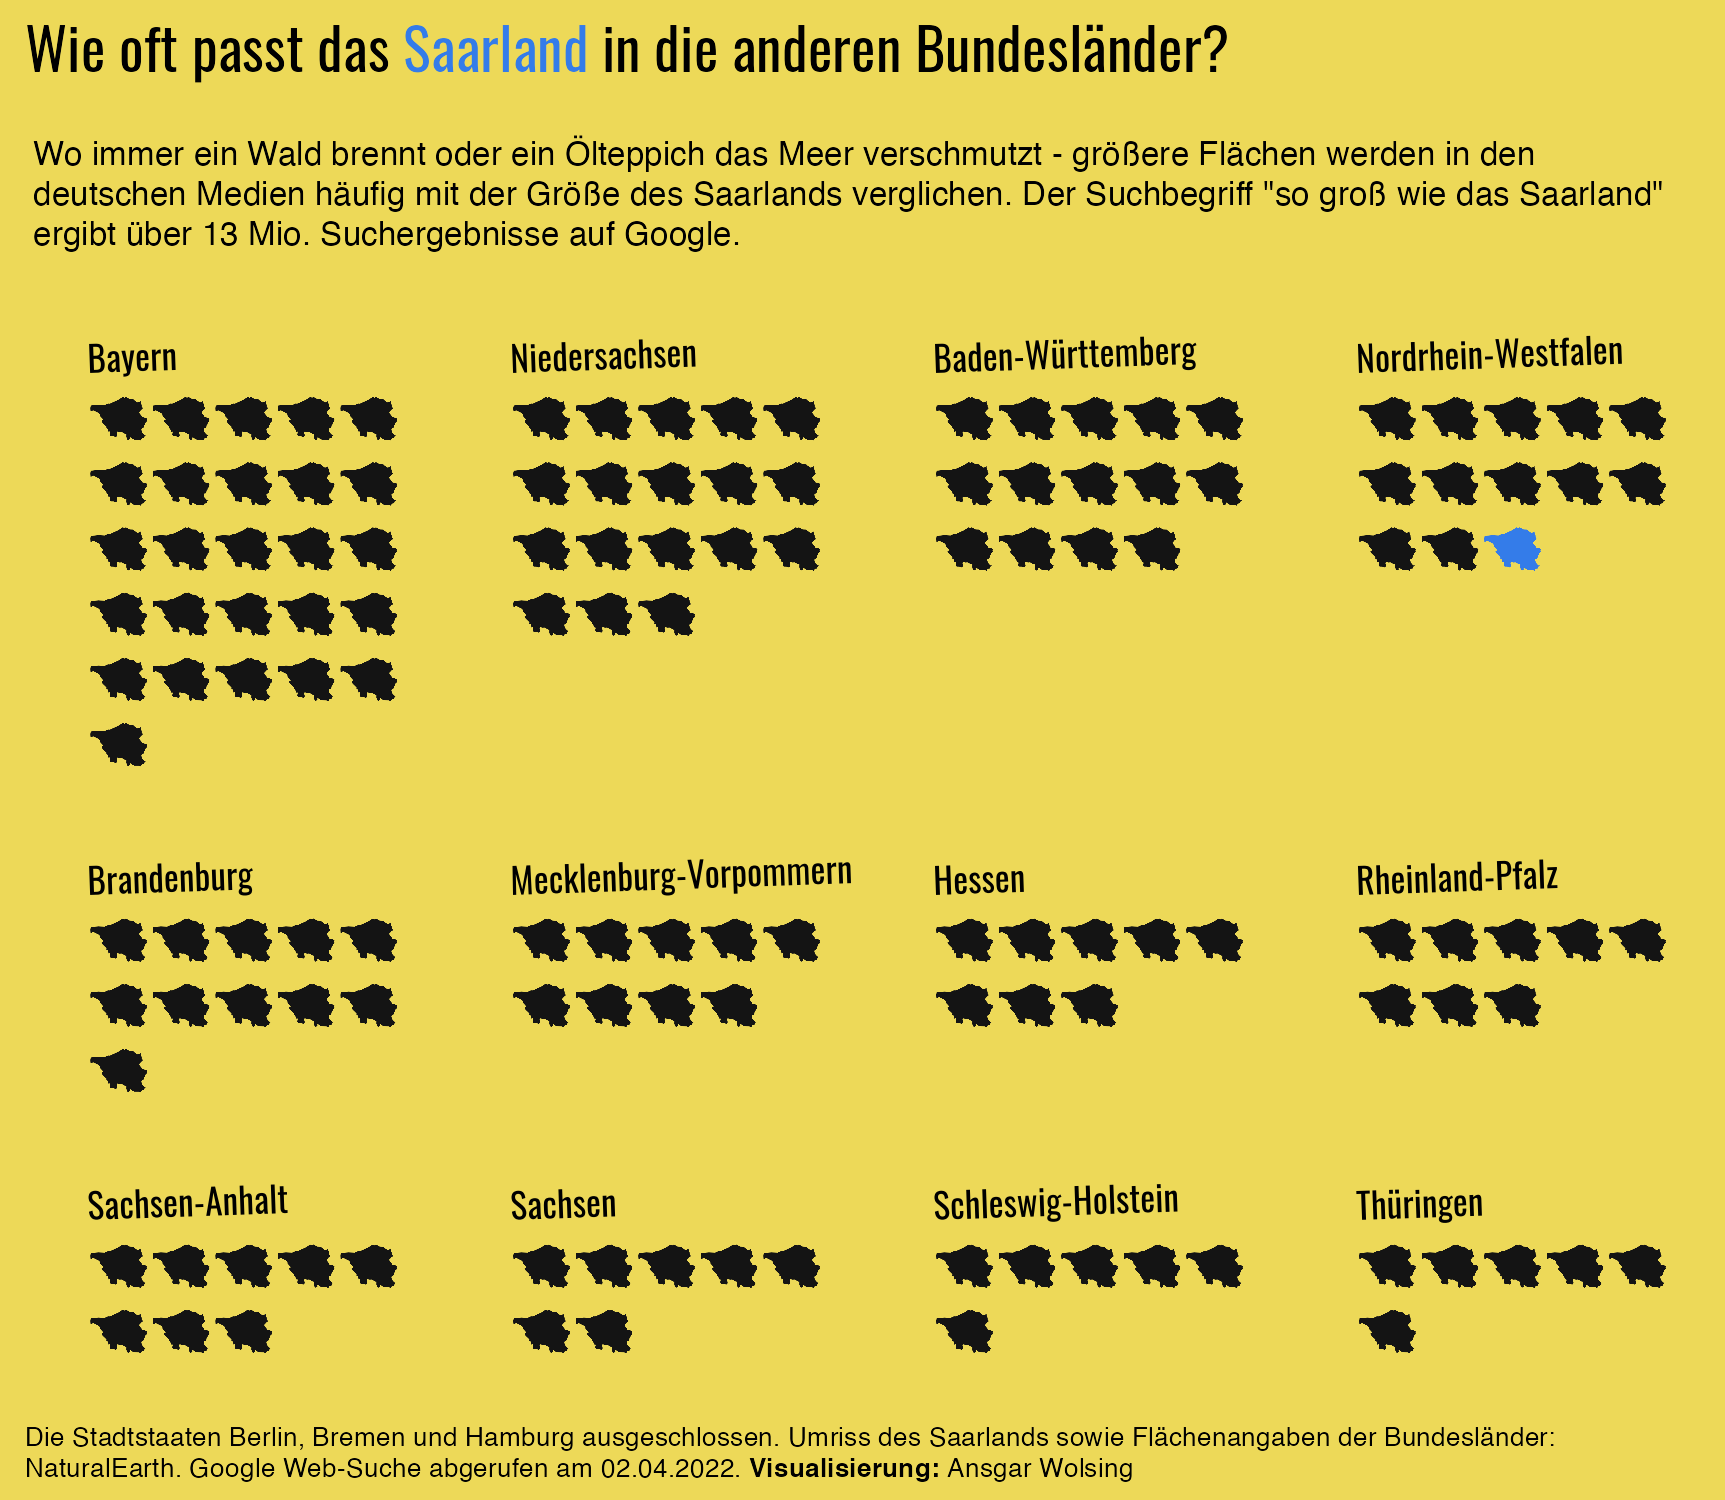 Wie oft passt das Saarland in die anderen Bundesländer?
Wo immer ein Wald brennt oder ein Ölteppich das Meer verschmutzt - größere Flächen werden in den
deutschen Medien häufig mit der Größe des Saarlands verglichen. Der Suchbegriff "so groß wie das Saarland"
ergibt über 13 Mio. Suchergebnisse auf Google.
Bayern
Niedersachsen
Baden-Württemberg
Nordrhein-Westfalen
Brandenburg
Mecklenburg-Vorpommern
Hessen
Rheinland-Pfalz
Sachsen-Anhalt
Sachsen
Schleswig-Holstein
Thüringen
Die Stadtstaaten Berlin, Bremen und Hamburg ausgeschlossen. Umriss des Saarlands sowie Flächenangaben der Bundesländer:
NaturalEarth. Google Web-Suche abgerufen am 02.04.2022. Visualisierung: Ansgar Wolsing